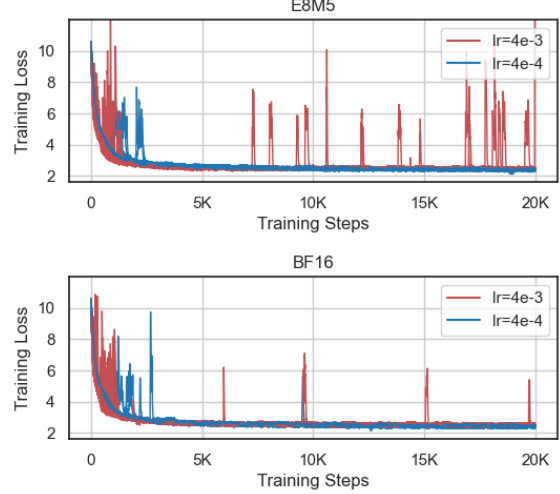 E8M5
Training Loss
10
8
6
4
2
lr=4e-3
lr=4e-4
0
5K
10K
15K
20K
Training Steps
BF16
Training Loss
10
8
6
4
2
lr=4e-3
lr=4e-4
0
5K
10K
15K
20K
Training Steps